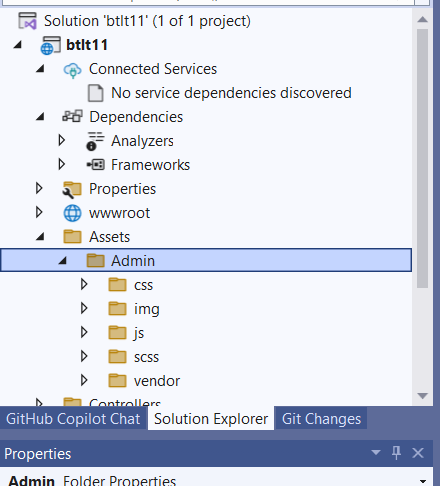 Solution 'btlt11' (1 of 1 project)
btlt11
Connected Services
No service dependencies discovered
Dependencies
Analyzers
Frameworks
Properties
wwwroot
Assets
Admin
css
img
js
scss
vendor
Controllers
GitHub Copilot Chat Solution Explorer Git Changes
Properties
Admin Folder Properties